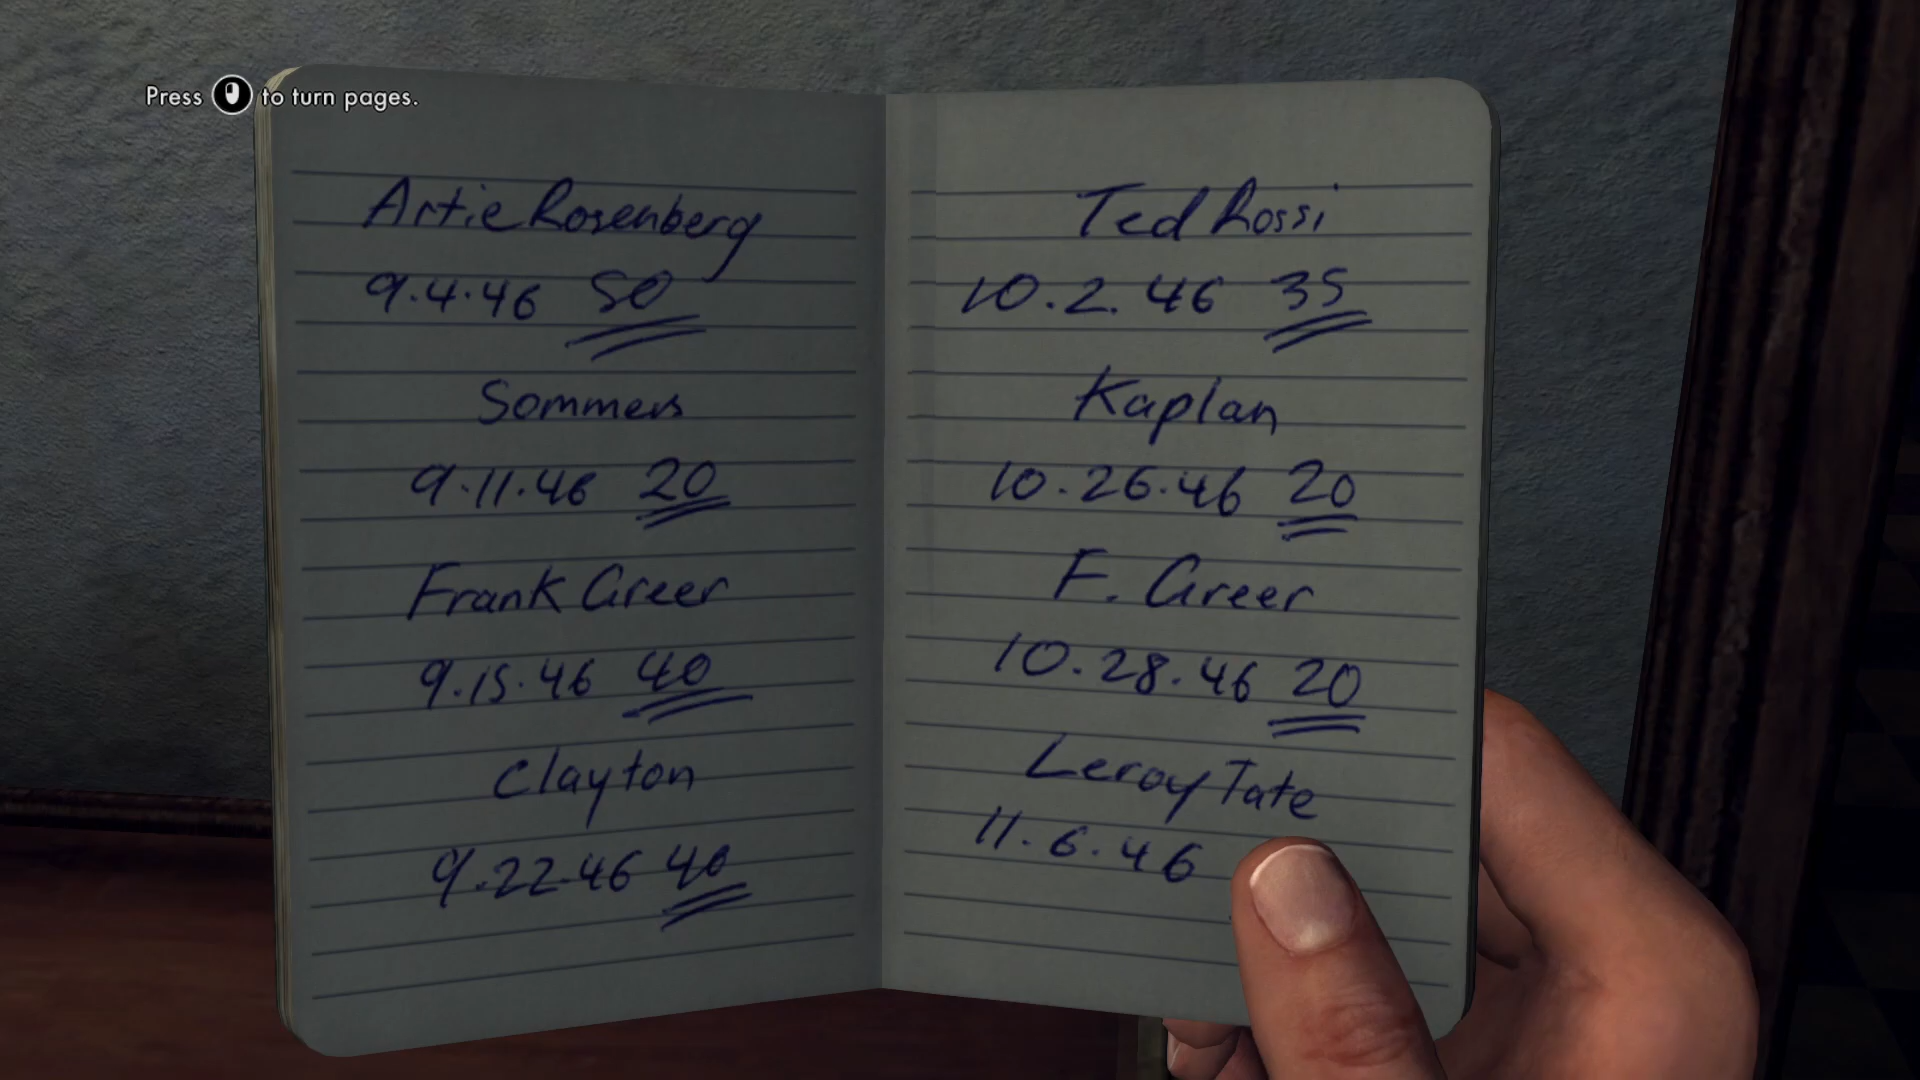 Press to turn pages.
Artie Rosenberg
9.4.46 50
Sommers
9.11.46 20
Frank Greer
9.15.46 40
Clayton
9.22.46 40
Ted Rossi
10.2.46 35
Kaplan
10.26.46 20
F. Greer
10.28.46 20
Leroy Tate
11.6.46